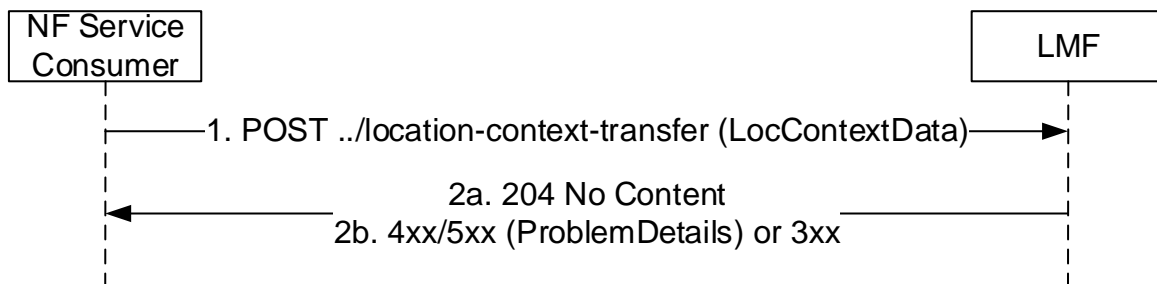 NF Service
Consumer
LMF
1. POST ../location-context-transfer (LocContextData)
2a. 204 No Content
2b. 4xx/5xx (ProblemDetails) or 3xx